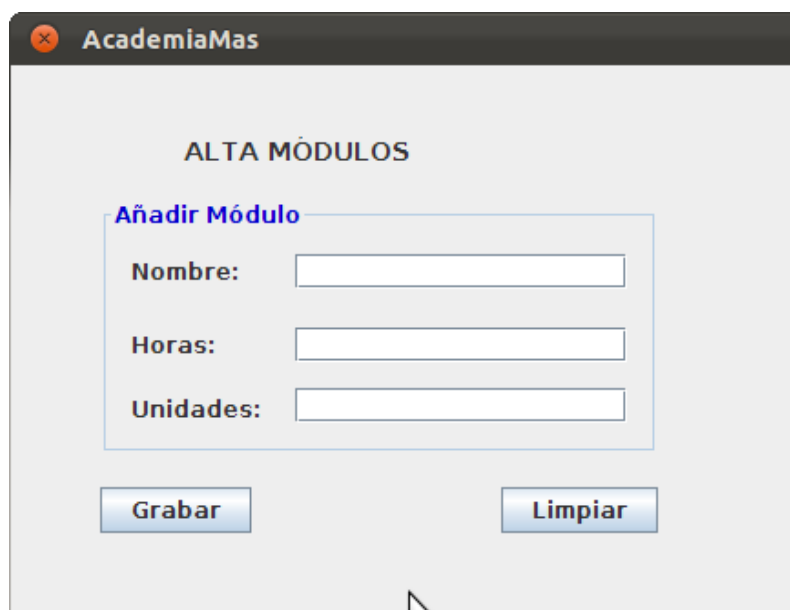 AcademiaMas
ALTA MÓDULOS
Añadir Módulo
Nombre:
Horas:
Unidades:
Grabar Limpiar